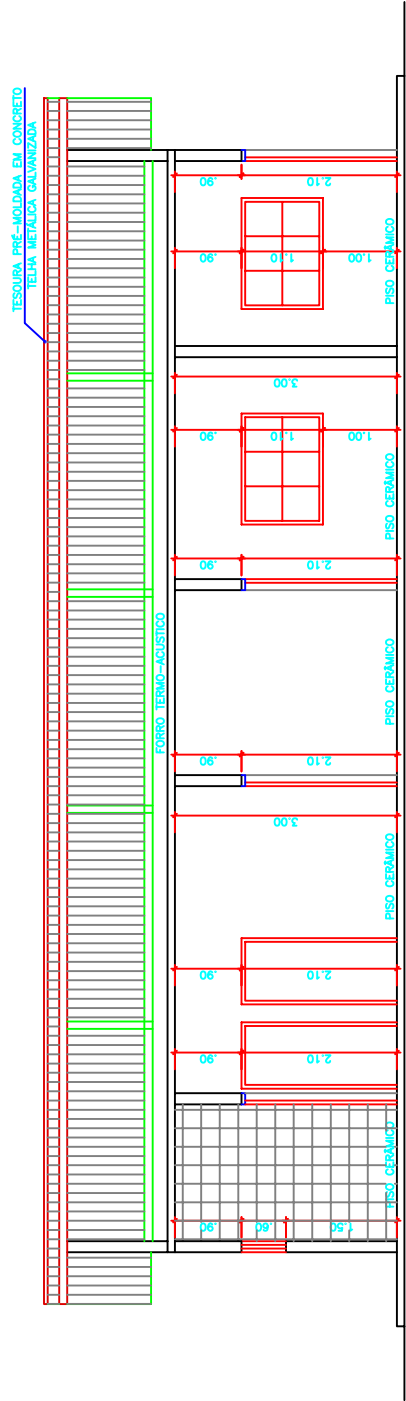 TESOURA PRÉ-MOLDADA EM CONCRETO
TELHA METÁLICA GALVANIZADA
FORRO TERMO-ACUSTICO
.90
.90
.90
.90
.90
.90
.90
.90
.60
1.10
1.10
3.00
3.00
2.10
2.10
2.10
2.10
2.10
1.50
1.00
1.00
PISO CERÂMICO
PISO CERÂMICO
PISO CERÂMICO
PISO CERÂMICO
PISO CERÂMICO